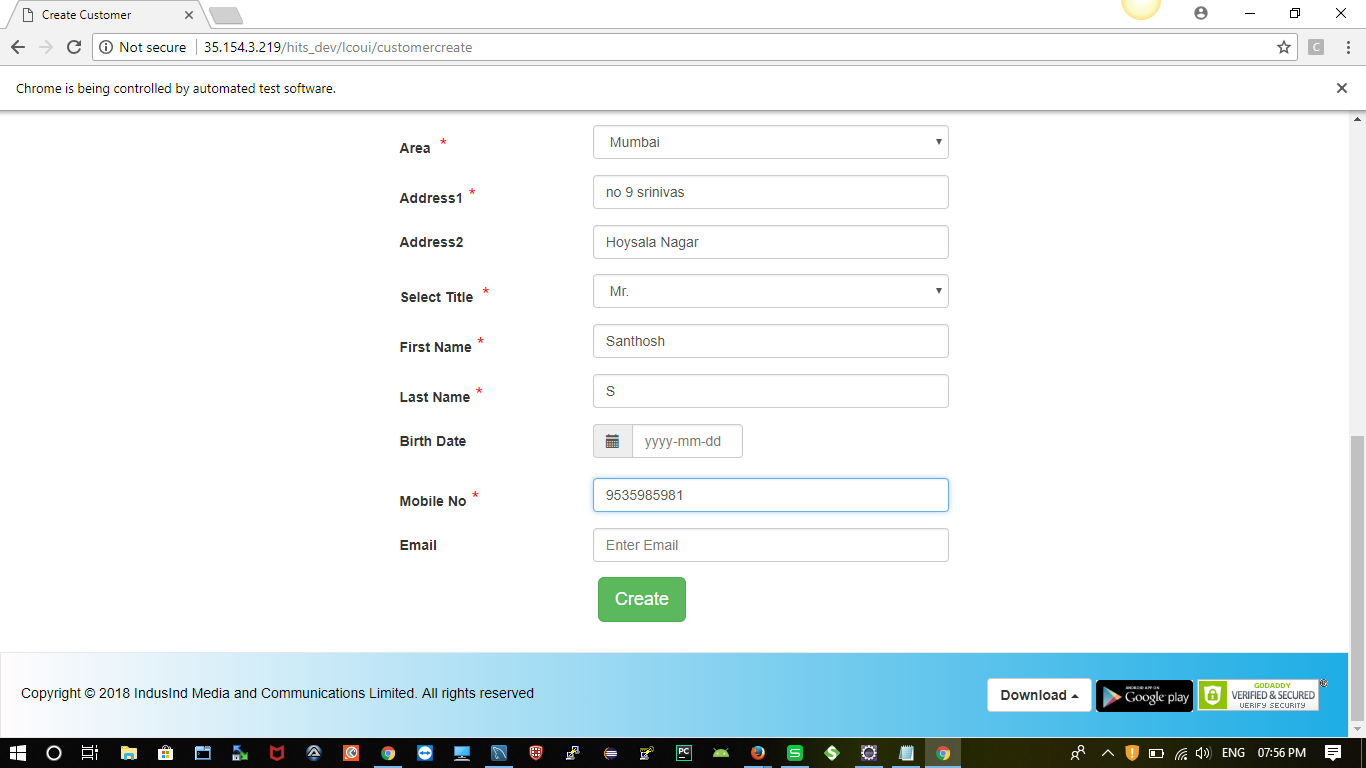 Create Customer
Not secure 35.154.3.219/hits_dev/lcoui/customercreate
C
Chrome is being controlled by automated test software.
Area * Mumbai
Address1 * no 9 srinivas
Address2 Hoysala Nagar
Select Title * Mr.
First Name * Santhosh
Last Name * S
Birth Date yyyy-mm-dd
Mobile No * 9535985981
Email Enter Email
Create
Copyright © 2018 IndusInd Media and Communications Limited. All rights reserved
Download
ANDROID APP ON
Google play
GODADDY
VERIFIED & SECURED
VERIFY SECURITY
PC
S
S
ENG 07:56 PM